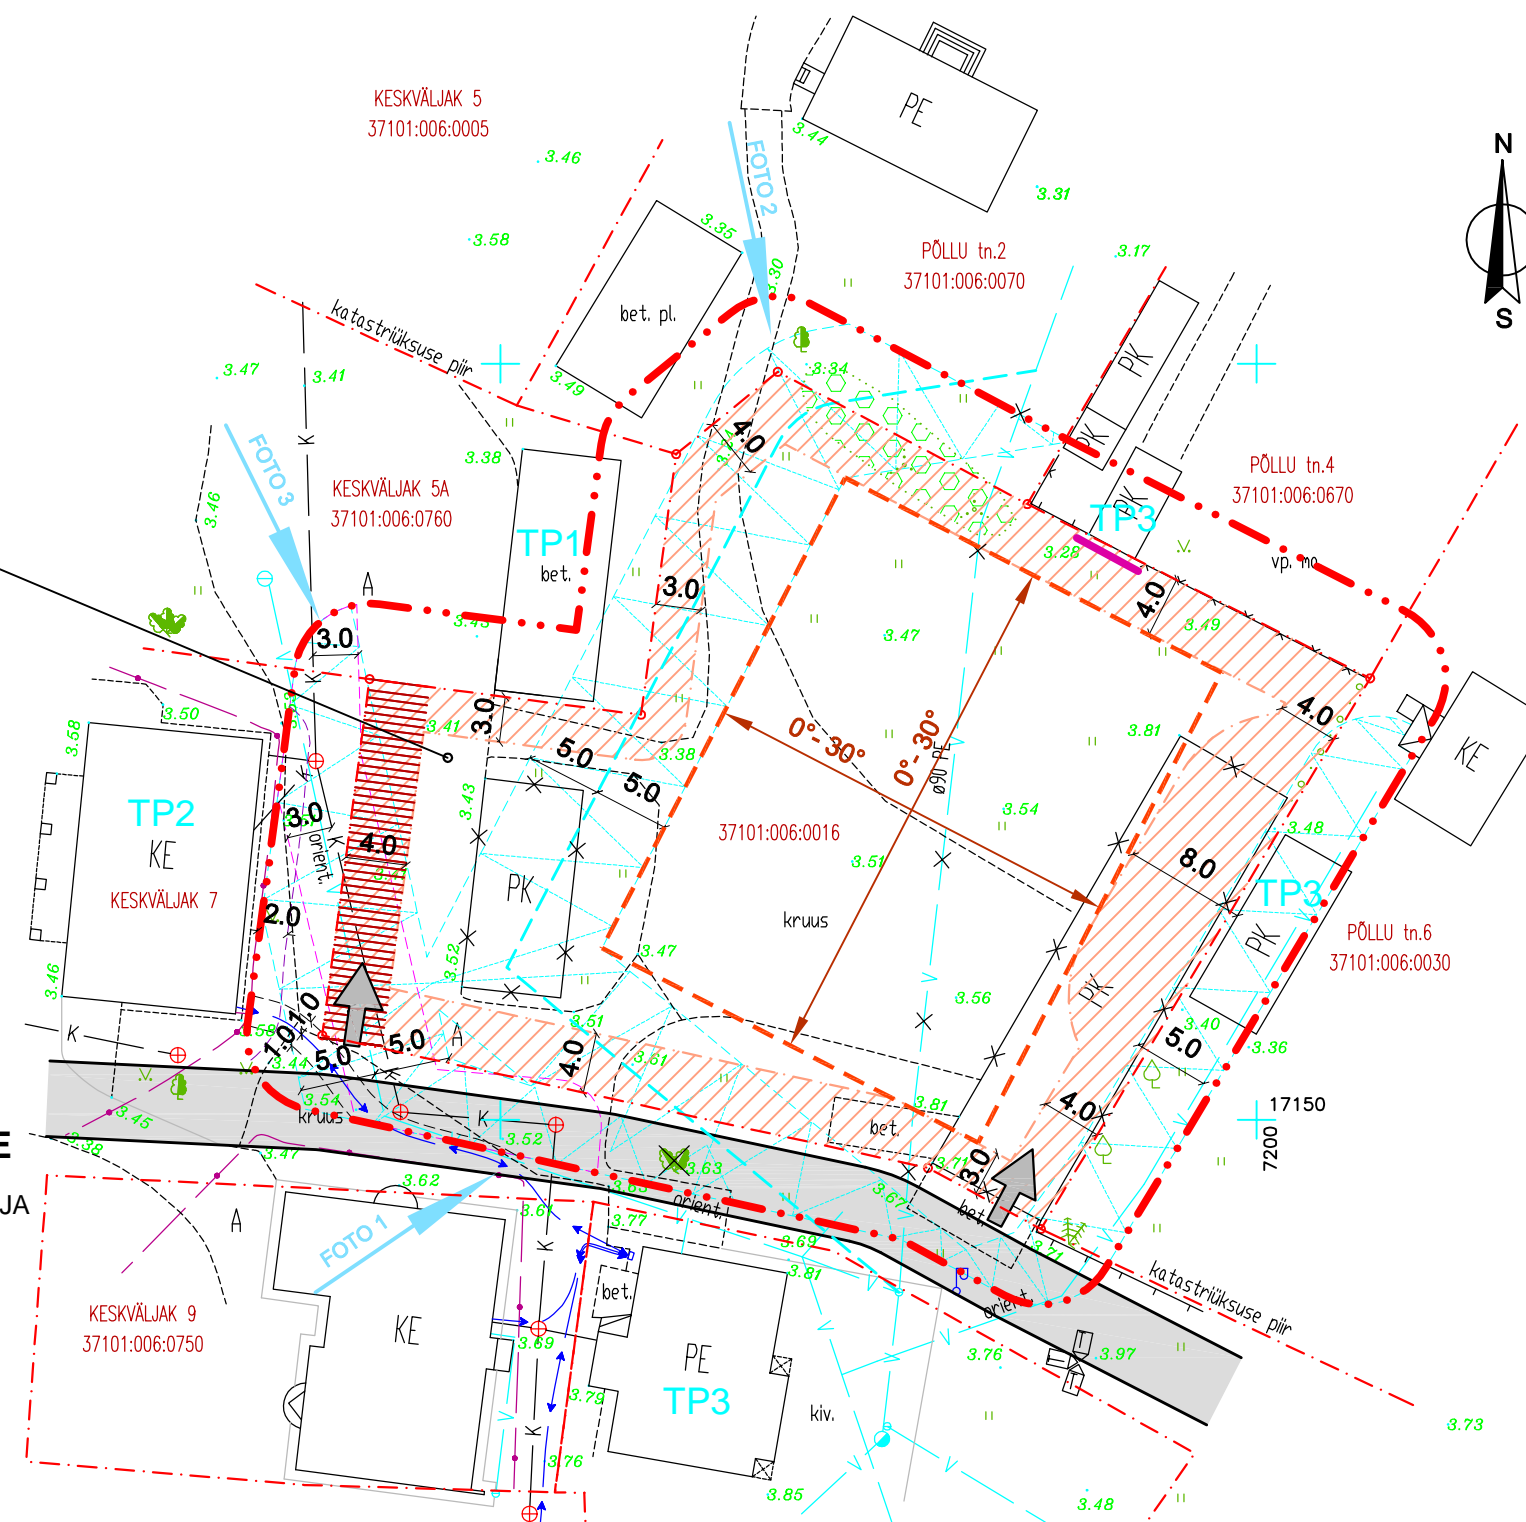 KESKVÄLJAK 5
37101:006:0005
3.46
3.58
3.44
PE
3.31
N
S
FOTO 2
3.35
3.30
PÕLLU tn.2
37101:006:0070
3.17
bet. pl.
katastriüksuse piir
3.47
3.41
3.49
3.34
PK
PK
PK
K
3.38
4.0
PÕLLU tn.4
37101:006:0670
FOTO 3
KESKVÄLJAK 5A
37101:006:0760
3.46
TP1
bet.
TP3
3.28
vp. ma
A
3.0
3.0
4.0
3.47
3.49
3.43
3.50
3.58
K
3.41
3.0
5.0
5.0
3.38
0°- 30°
0°- 30°
ø90 PE
3.81
4.0
KE
TP2
KE
KESKVÄLJAK 7
3.0
orient.
K
K
4.0
3.43
PK
37101:006:0016
3.51
kruus
3.54
3.48
8.0
TP3
PK
PÕLLU tn.6
37101:006:0030
2.0
3.46
3.52
3.47
3.56
PK
3.40
3.36
5.0
K
1.0
1.0
5.0
5.0
A
3.44
3.51
3.61
4.0
3.81
bet.
4.0
17150
7200
3.54
kruus
3.45
3.38
3.47
K
3.52
3.63
3.63
orient.
3.67
3.71
3.0
bet.
3.71
E
JA
A
3.62
3.61
3.77
3.69
3.81
FOTO 1
K
orient.
katastriüksuse piir
KESKVÄLJAK 9
37101:006:0750
KE
bet.
3.69
PE
TP3
3.79
3.76
kiv.
3.76
3.97
T
T
T
K
V
V
V
V
3.85
3.48
3.73